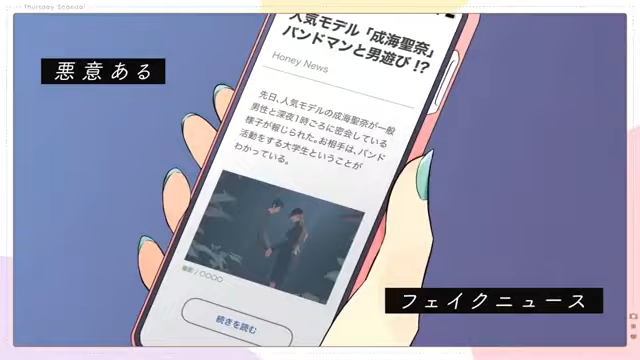 Thursday Scandal
人気モデル「成海聖奈」
バンドマンと男遊び!?
悪意ある
Honey News
先日、人気モデルの成海聖奈が一般
男性と深夜1時ごろに密会している
様子が報じられた。お相手は、バンド
活動をする大学生ということが
わかっている。
撮影 / 〇〇〇〇
続きを読む
フェイクニュース